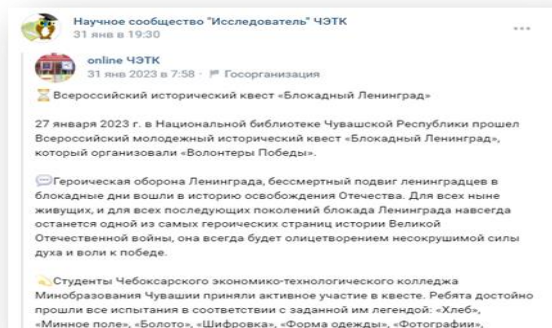 Научное сообщество "Исследователь" ЧЭТК
31 янв в 19:30
online ЧЭТК
31 янв 2023 в 7:58 · Госорганизация
⏳Всероссийский исторический квест «Блокадный Ленинград»
27 января 2023 г. в Национальной библиотеке Чувашской Республики прошел
Всероссийский молодежный исторический квест «Блокадный Ленинград»,
который организовали «Волонтеры Победы».
💬Героическая оборона Ленинграда, бессмертный подвиг ленинградцев в
блокадные дни вошли в историю освобождения Отечества. Для всех ныне
живущих, и для всех последующих поколений блокада Ленинграда навсегда
останется одной из самых героических страниц истории Великой
Отечественной войны, она всегда будет олицетворением несокрушимой силы
духа и воли к победе.
💫Студенты Чебоксарского экономико-технологического колледжа
Минобразования Чувашии приняли активное участие в квесте. Ребята достойно
прошли все испытания в соответствии с заданной им легендой: «Хлеб»,
«Минное поле», «Болото», «Шифровка», «Форма одежды», «Фотографии»,